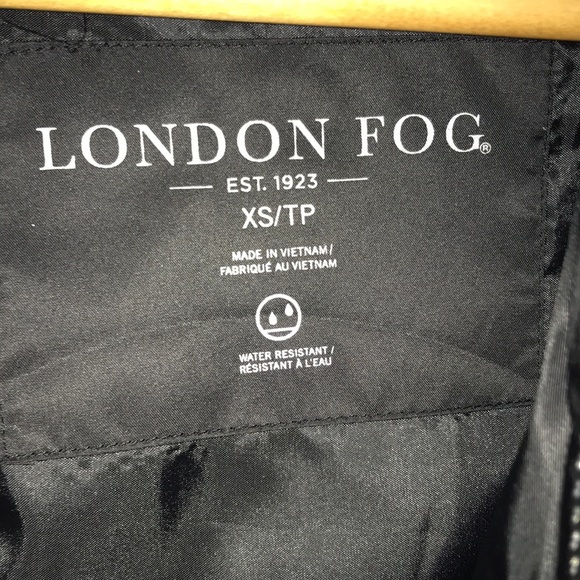 LONDON FOG®
EST. 1923
XS/TP
MADE IN VIETNAM /
FABRIQUÉ AU VIETNAM
WATER RESISTANT /
RÉSISTANT À L'EAU